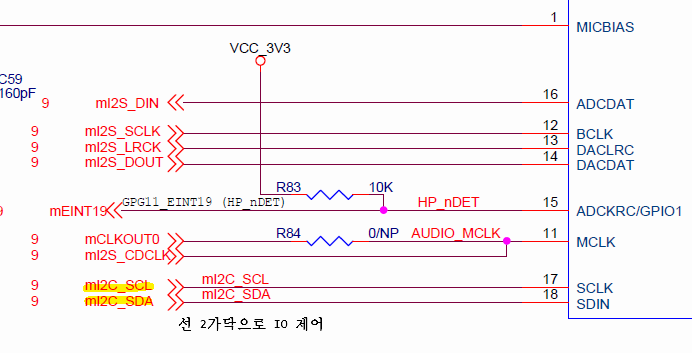 1 MICBIAS
VCC_3V3
C59
160pF
9 mI2S_DIN 16 ADCDAT
9 mI2S_SCLK 12 BCLK
9 mI2S_LRCK 13 DACLRC
9 mI2S_DOUT 14 DACDAT
R83 10K
9 mEINT19 GPG11_EINT19 (HP_nDET) HP_nDET 15 ADCKRC/GPIO1
9 mCLKOUT0 R84 0/NP AUDIO_MCLK 11 MCLK
9 mI2S_CDCLK
9 mI2C_SCL mI2C_SCL 17 SCLK
9 mI2C_SDA mI2C_SDA 18 SDIN
선 2가닥으로 IO 제어